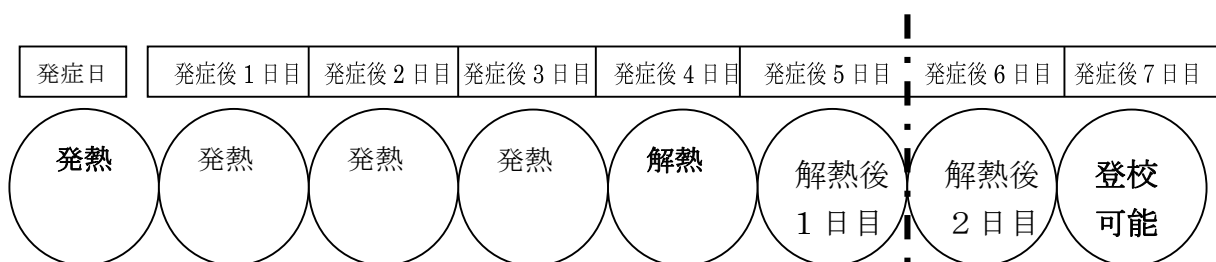 発症日 発症後1日目 発症後2日目 発症後3日目 発症後4日目 発症後5日目 発症後6日目 発症後7日目
発熱 発熱 発熱 発熱 解熱 解熱後 解熱後 登校
1日目 2日目 可能